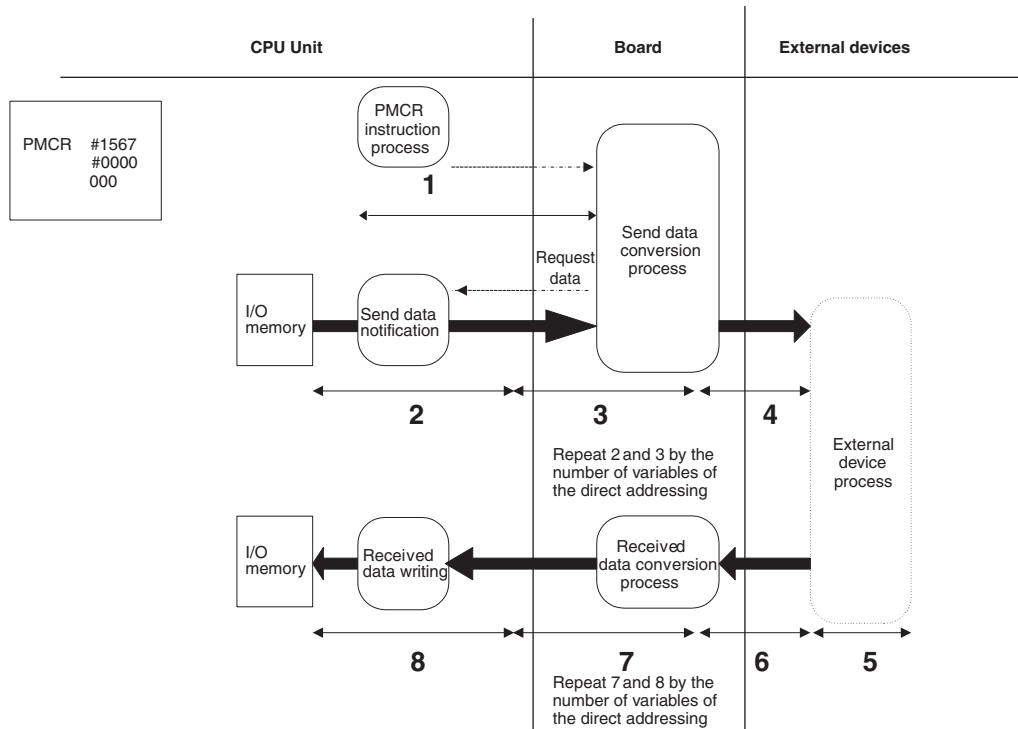 CPU Unit
Board
External devices
PMCR #1567
#0000
000
PMCR
instruction
process
1
Send data
conversion
process
Request
data
I/O
memory
Send data
notification
2
3
4
External
device
process
Repeat 2 and 3 by the
number of variables of
the direct addressing
I/O
memory
Received
data writing
Received
data conversion
process
8
7
6
5
Repeat 7 and 8 by the
number of variables of
the direct addressing